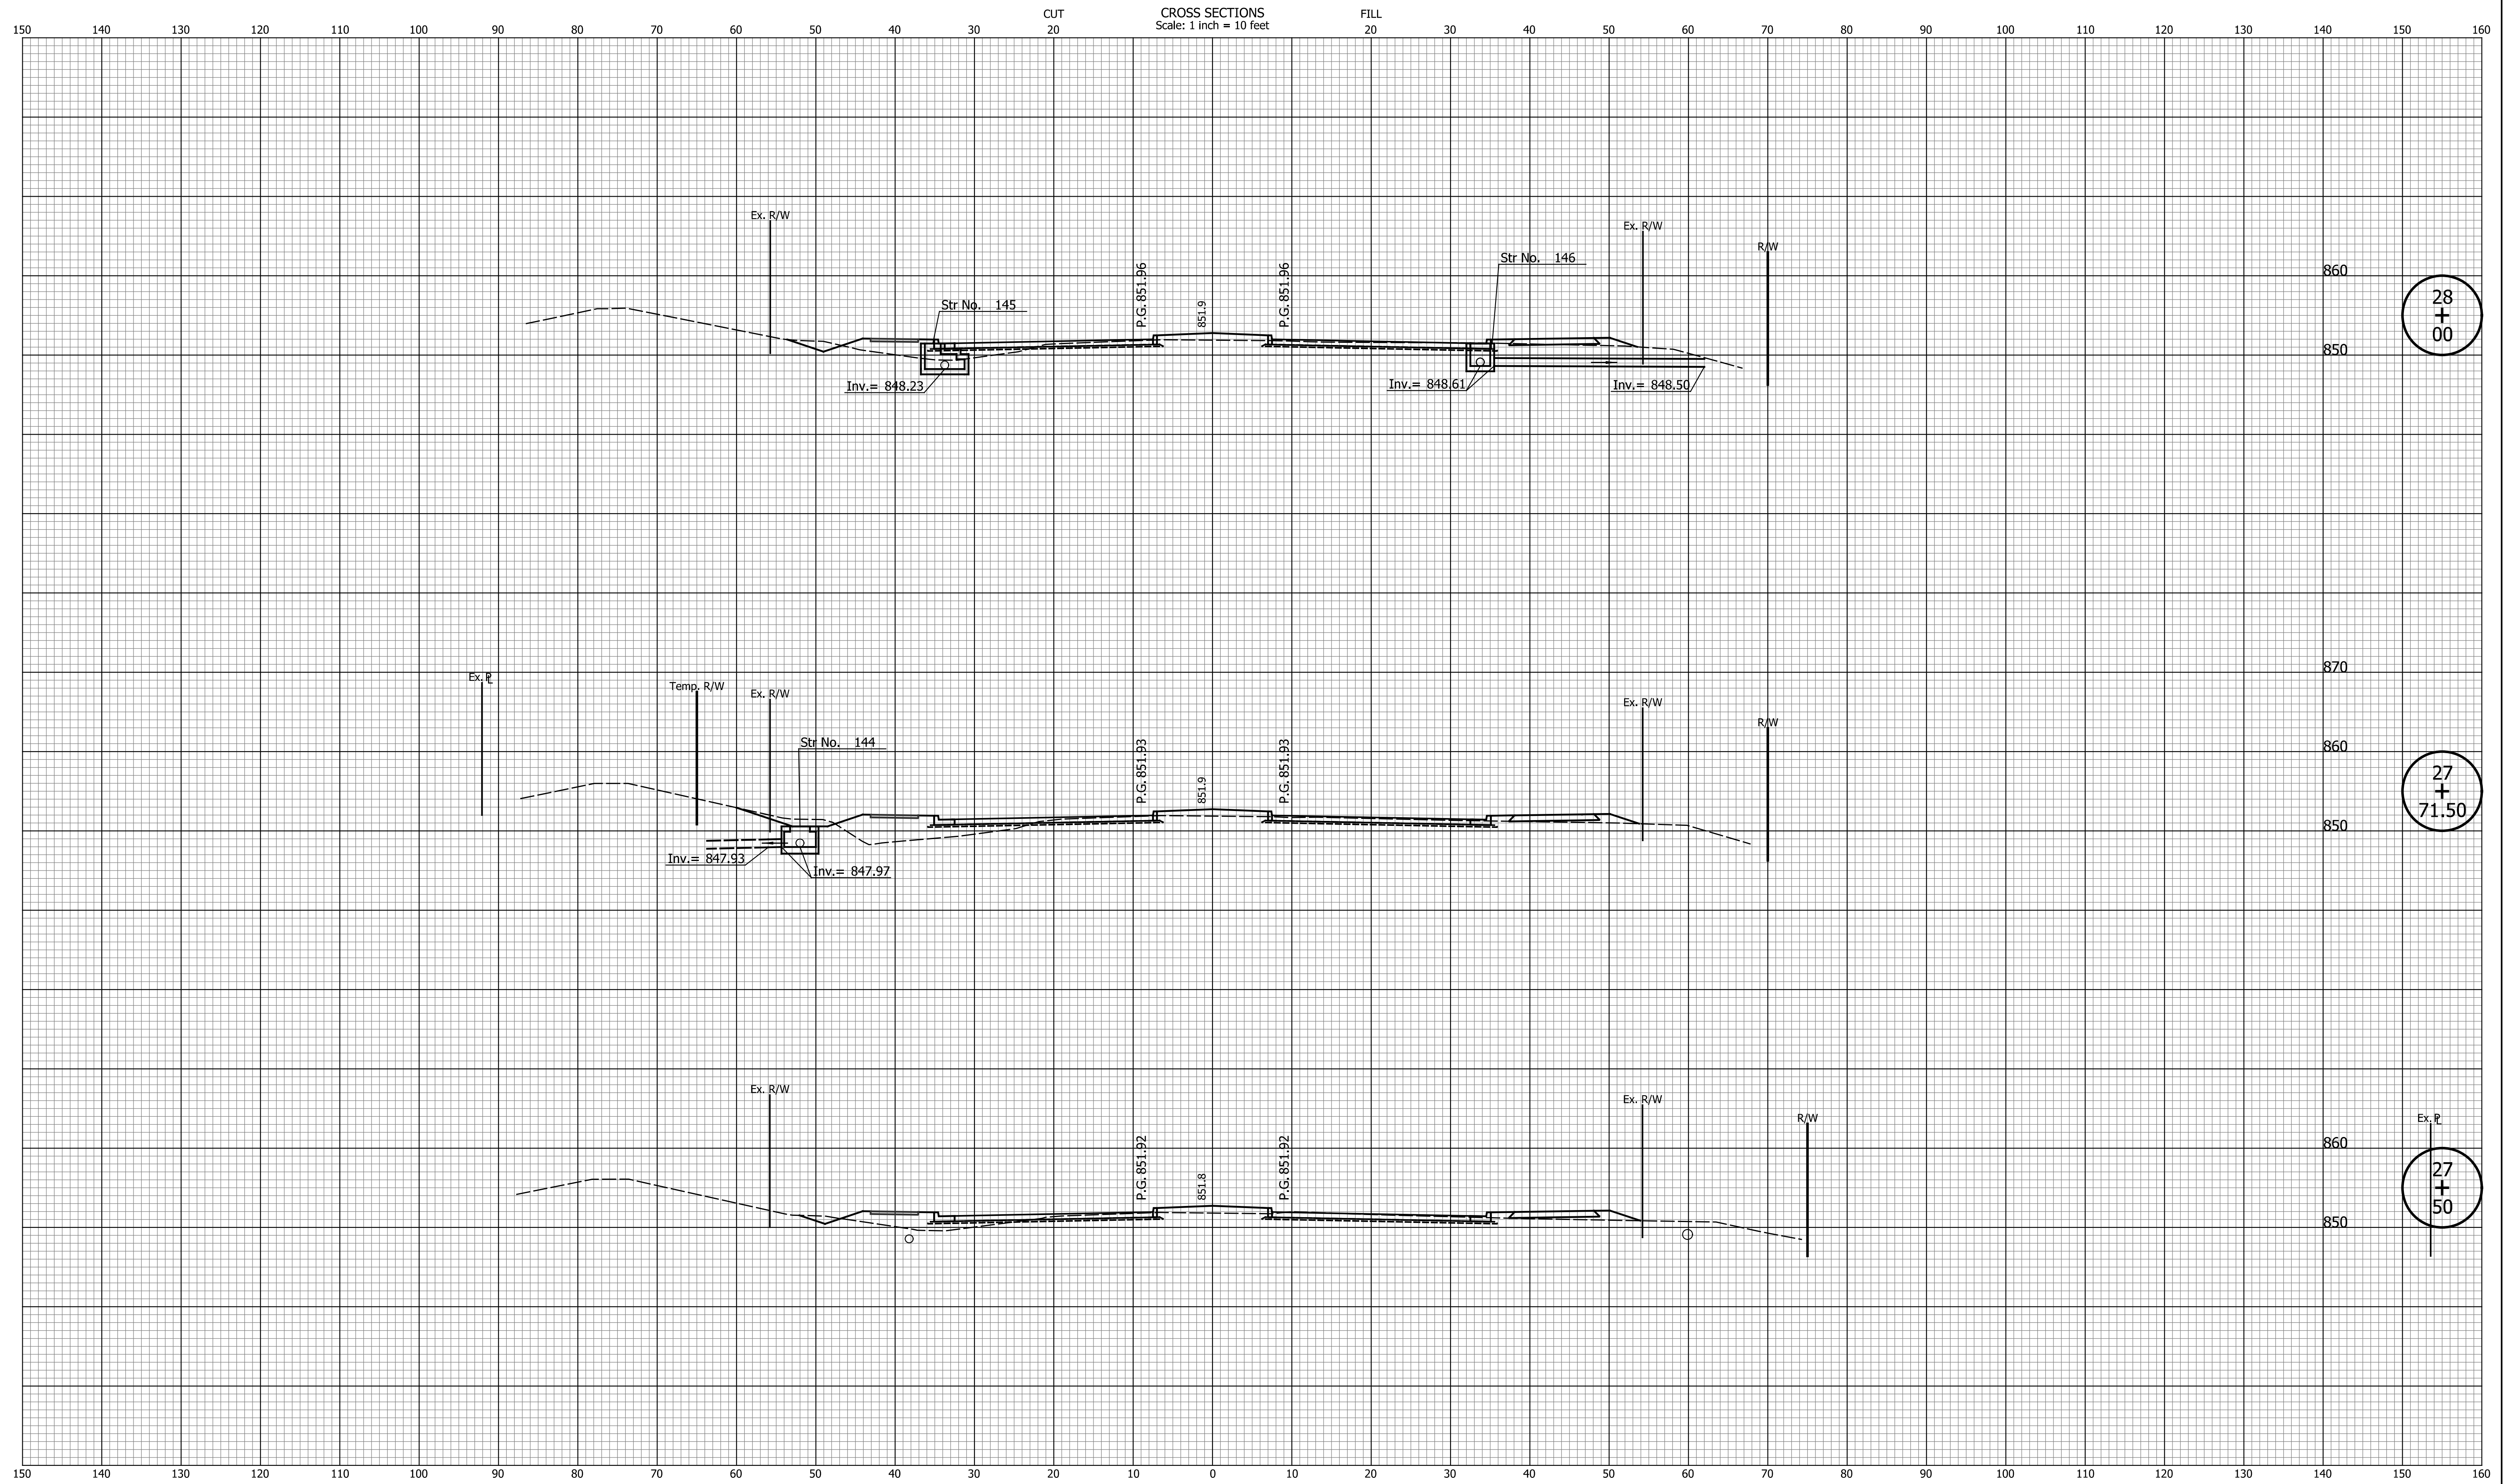 CUT CROSS SECTIONS FILL
Scale: 1 inch = 10 feet
150 140 130 120 110 100 90 80 70 60 50 40 30 20 10 0 10 20 30 40 50 60 70 80 90 100 110 120 130 140 150 160
Ex. R/W
Ex. R/W
R/W
Str No. 145
Str No. 146
P.G. 851.96
851.9
P.G. 851.96
860
850
28
+
00
Inv.= 848.23
Inv.= 848.61
Inv.= 848.50
870
Ex. PL
Temp. R/W
Ex. R/W
Ex. R/W
R/W
Str No. 144
P.G. 851.93
851.9
P.G. 851.93
860
850
27
+
71.50
Inv.= 847.93
Inv.= 847.97
Ex. R/W
Ex. R/W
R/W
Ex. PL
P.G. 851.92
851.8
P.G. 851.92
860
850
27
+
50
150 140 130 120 110 100 90 80 70 60 50 40 30 20 10 0 10 20 30 40 50 60 70 80 90 100 110 120 130 140 150 160